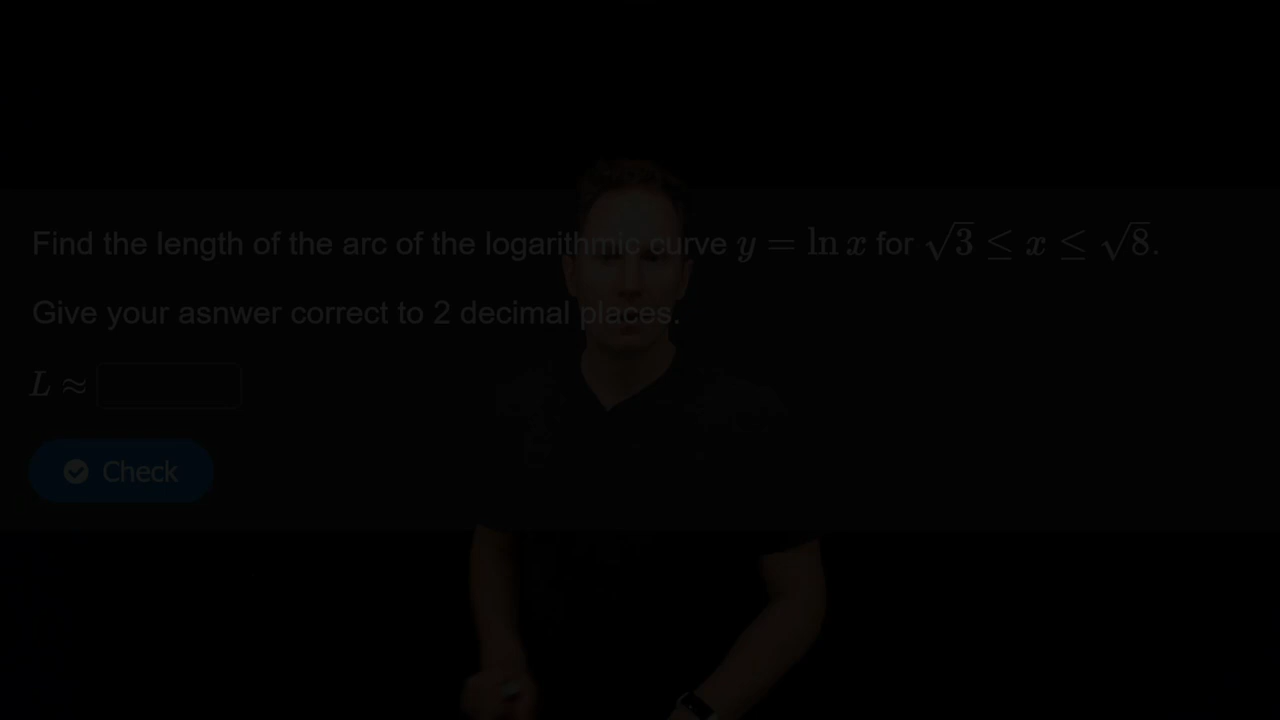 Find the length of the arc of the logarithmic curve y = ln x for √3 ≤ x ≤ √8.
Give your asnwer correct to 2 decimal places.
L ≈
Check